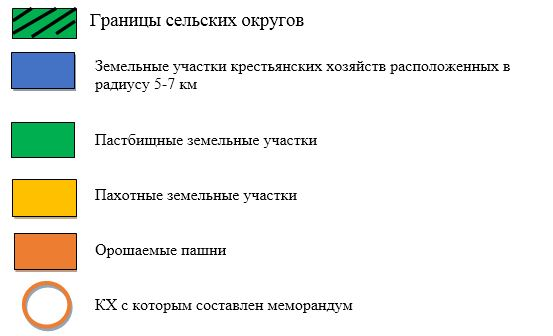 Границы сельских округов
Земельные участки крестьянских хозяйств расположенных в
радиусу 5-7 км
Пастбищные земельные участки
Пахотные земельные участки
Орошаемые пашни
КХ с которым составлен меморандум